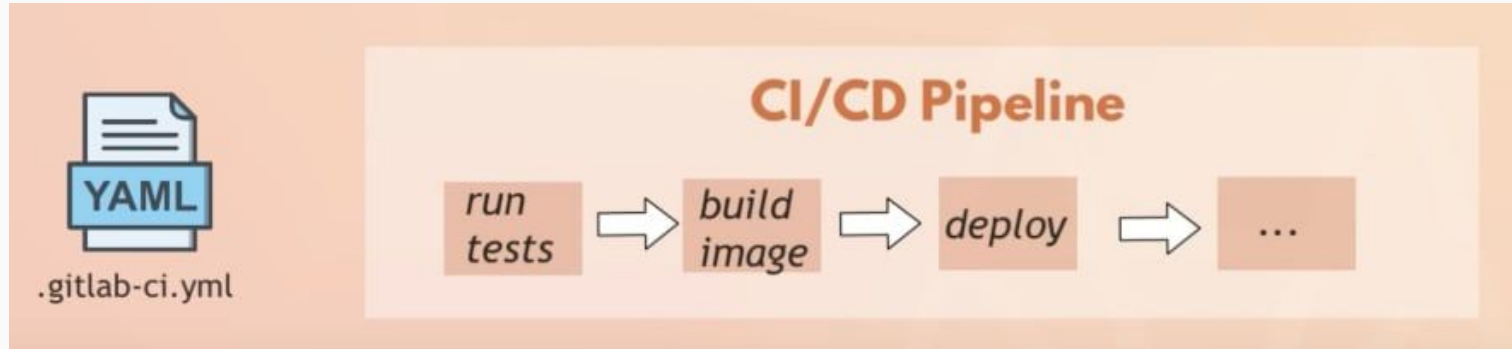 CI/CD Pipeline
YAML
.gitlab-ci.yml
run
tests
build
image
deploy
...